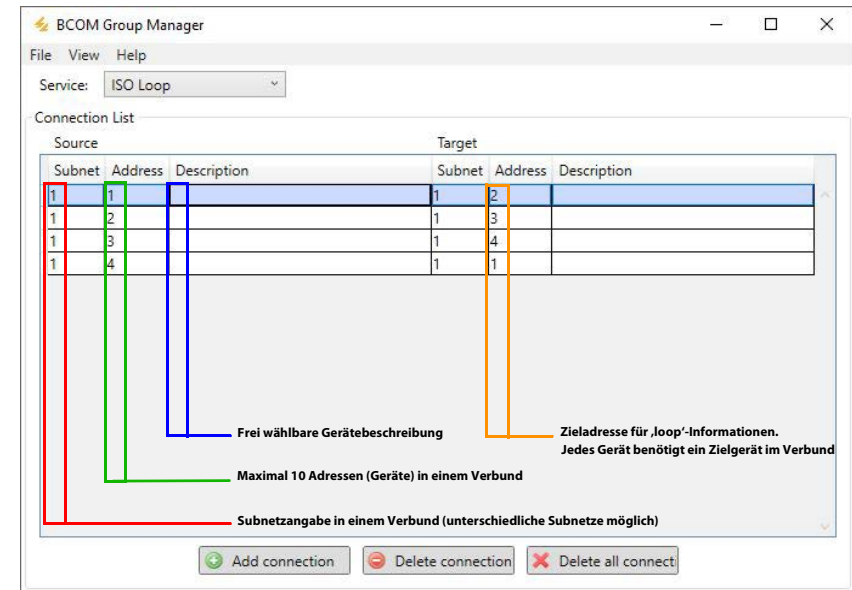 BCOM Group Manager
File View Help
Service: ISO Loop
Connection List
Source Target
Subnet Address Description Subnet Address Description
1 1 1 2
1 2 1 3
1 3 1 4
1 4 1 1
Frei wählbare Gerätebeschreibung
Zieladresse für ‚loop‘-Informationen.
Jedes Gerät benötigt ein Zielgerät im Verbund
Maximal 10 Adressen (Geräte) in einem Verbund
Subnetzangabe in einem Verbund (unterschiedliche Subnetze möglich)
Add connection Delete connection Delete all connecti